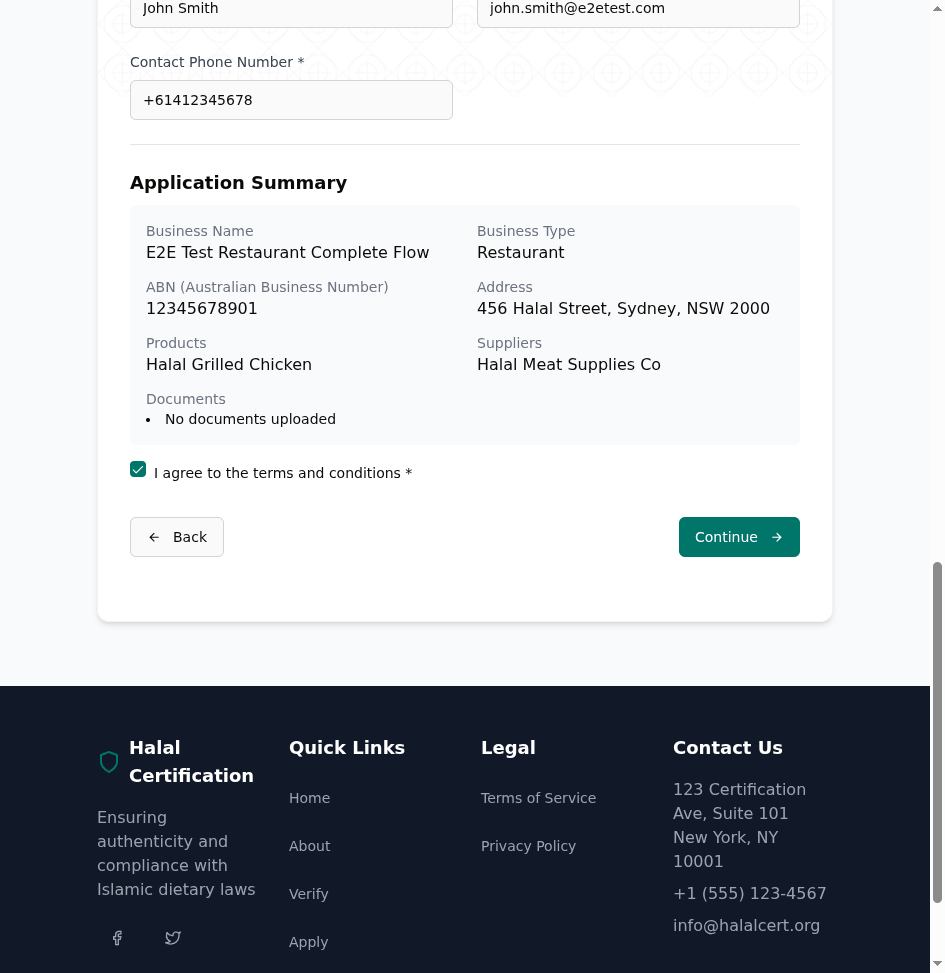 John Smith
john.smith@e2etest.com
Contact Phone Number *
+61412345678
Application Summary
Business Name
E2E Test Restaurant Complete Flow
Business Type
Restaurant
ABN (Australian Business Number)
12345678901
Address
456 Halal Street, Sydney, NSW 2000
Products
Halal Grilled Chicken
Suppliers
Halal Meat Supplies Co
Documents
• No documents uploaded
I agree to the terms and conditions *
Back
Continue
Halal
Certification
Ensuring
authenticity and
compliance with
Islamic dietary laws
Quick Links
Home
About
Verify
Apply
Legal
Terms of Service
Privacy Policy
Contact Us
123 Certification
Ave, Suite 101
New York, NY
10001
+1 (555) 123-4567
info@halalcert.org